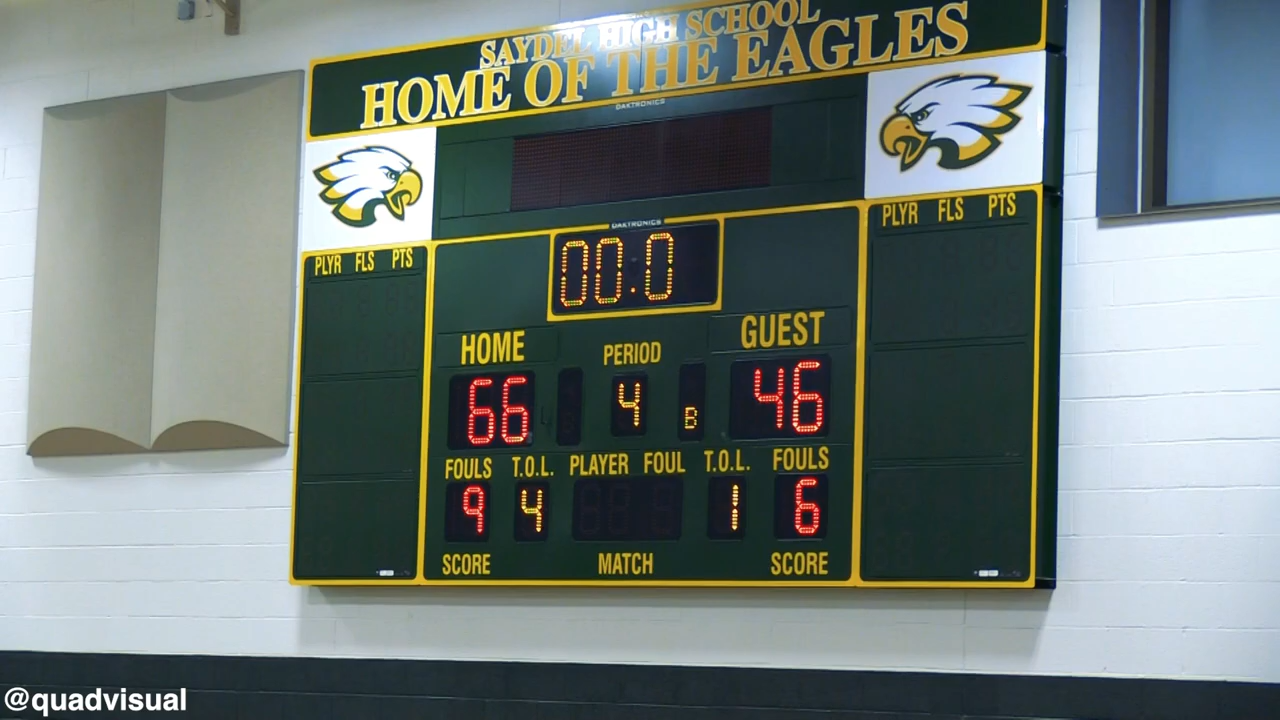 SAYDEL HIGH SCHOOL
HOME OF THE EAGLES
DAKTRONICS
PLYR FLS PTS
DAKTRONICS
PLYR FLS PTS
00.0
HOME PERIOD GUEST
66 4 B 46
FOULS T.O.L. PLAYER FOUL T.O.L. FOULS
9 4 1 6
SCORE MATCH SCORE
@quadvisual